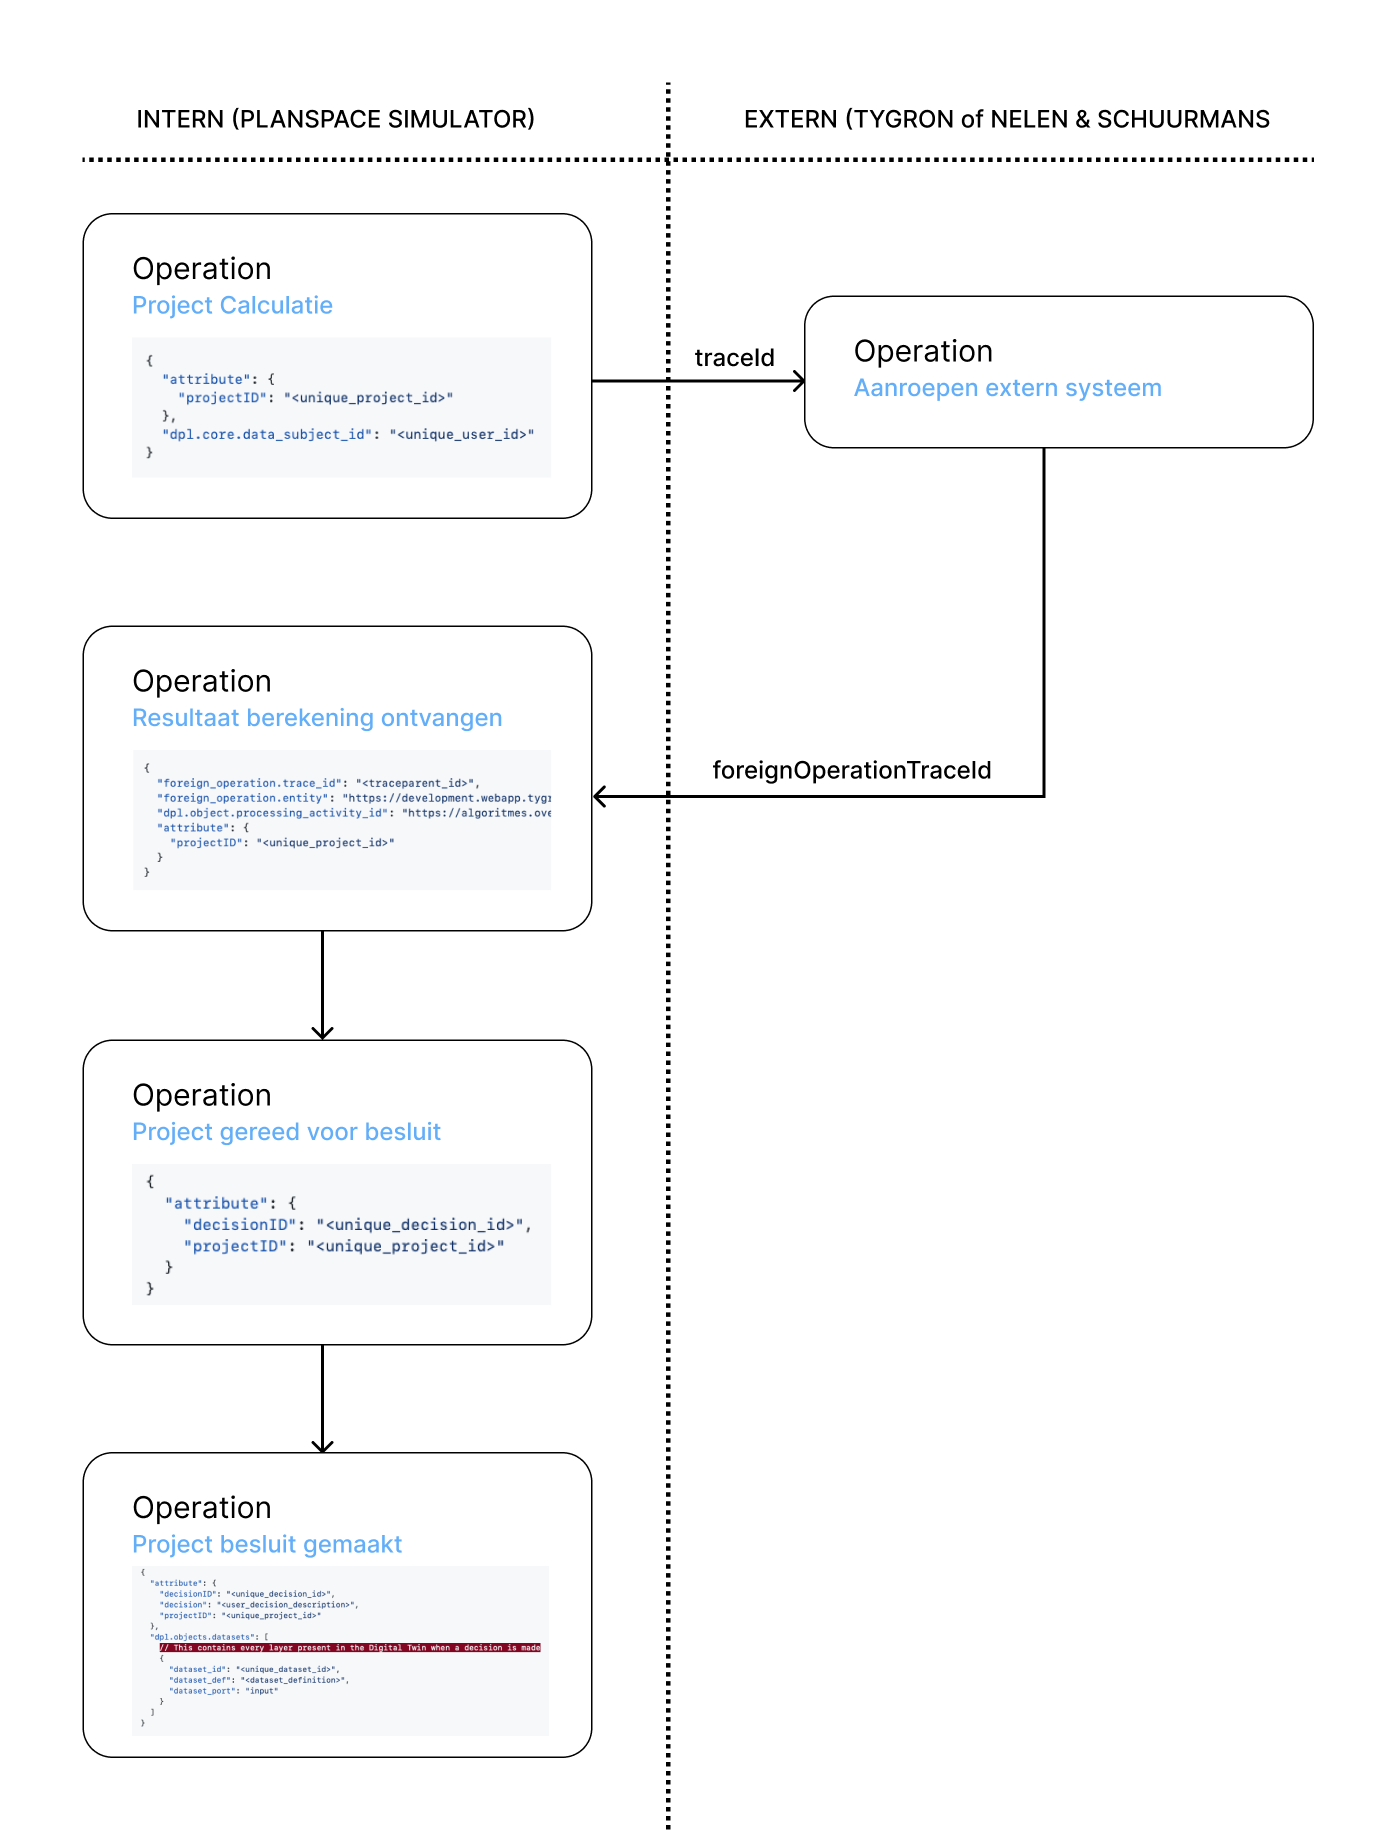 INTERN (PLANSPACE SIMULATOR)
EXTERN (TYGRON of NELEN & SCHUURMANS
Operation
Project Calculatie
{
"attribute": {
"projectID": "<unique_project_id>"
},
"dpl.core.data_subject_id": "<unique_user_id>"
}
traceId
Operation
Aanroepen extern systeem
Operation
Resultaat berekening ontvangen
{
"foreign_operation.trace_id": "<traceparent_id>",
"foreign_operation.entity": "https://development.webapp.tygr
"dpl.object.processing_activity_id": "https://algoritmes.ove
"attribute": {
"projectID": "<unique_project_id>"
}
}
foreignOperationTraceId
Operation
Project gereed voor besluit
{
"attribute": {
"decisionID": "<unique_decision_id>",
"projectID": "<unique_project_id>"
}
}
Operation
Project besluit gemaakt
{
"attribute": {
"decisionID": "<unique_decision_id>",
"decision": "<user_decision_description>",
"projectID": "<unique_project_id>"
},
"dpl.objects.datasets": [
// This contains every layer present in the Digital Twin when a decision is made
{
"dataset_id": "<unique_dataset_id>",
"dataset_def": "<dataset_definition>",
"dataset_port": "input"
}
]
}